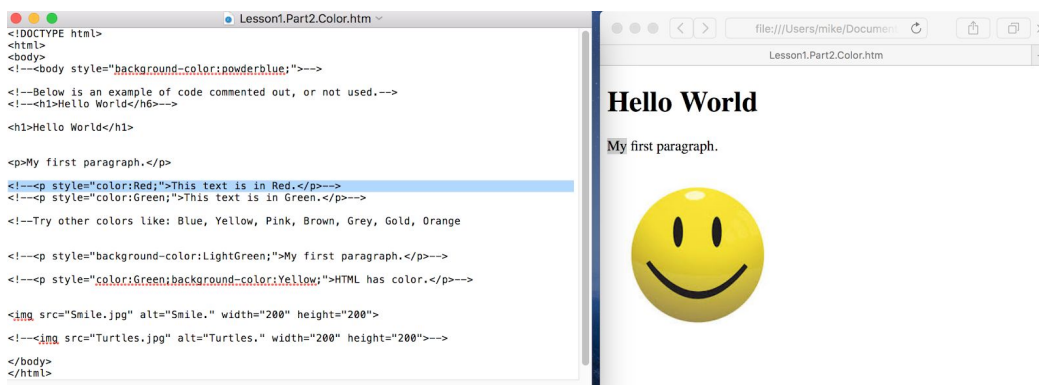 Lesson1.Part2.Color.htm
<!DOCTYPE html>
<html>
<body>
<!--<body style="background-color:powderblue;">-->
<!--Below is an example of code commented out, or not used.-->
<!--<h1>Hello World</h6>-->
<h1>Hello World</h1>
<p>My first paragraph.</p>
<!--<p style="color:Red;">This text is in Red.</p>-->
<!--<p style="color:Green;">This text is in Green.</p>-->
<!--Try other colors like: Blue, Yellow, Pink, Brown, Grey, Gold, Orange
<!--<p style="background-color:LightGreen;">My first paragraph.</p>-->
<!--<p style="color:Green;background-color:Yellow;">HTML has color.</p>-->
<img src="Smile.jpg" alt="Smile." width="200" height="200">
<!--<img src="Turtles.jpg" alt="Turtles." width="200" height="200">-->
</body>
</html>
file:///Users/mike/Documen
Lesson1.Part2.Color.htm
Hello World
My first paragraph.